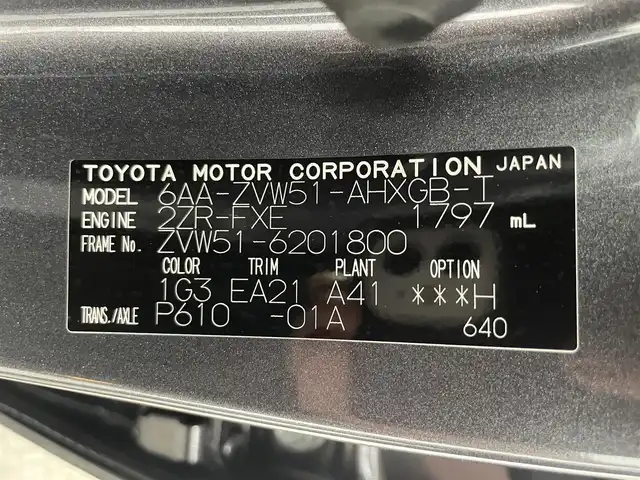 TOYOTA MOTOR CORPORATION JAPAN
MODEL 6AA-ZVW51-AHXGB-T
ENGINE 2ZR-FXE 1797 mL
FRAME No. ZVW51-6201800
COLOR TRIM PLANT OPTION
1G3 EA21 A41 ***H
TRANS./AXLE P610 -01A 640